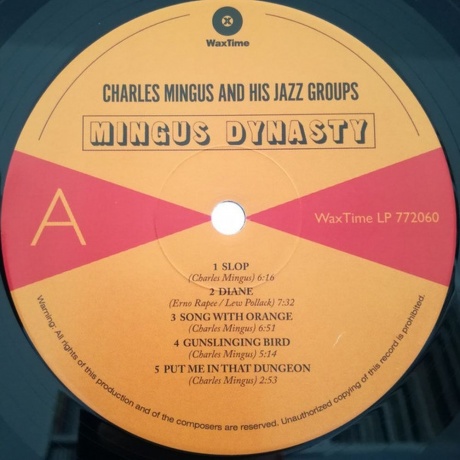 WaxTime
CHARLES MINGUS AND HIS JAZZ GROUPS
MINGUS DYNASTY
A
WaxTime LP 772060
1 SLOP
(Charles Mingus) 6:16
2 DIANE
(Erno Rapee / Lew Pollack) 7:32
3 SONG WITH ORANGE
(Charles Mingus) 6:51
4 GUNSLINGING BIRD
(Charles Mingus) 5:14
5 PUT ME IN THAT DUNGEON
(Charles Mingus) 2:53
Warning: All rights of this production and of the composers are reserved. Unauthorized copying of this record is prohibited.